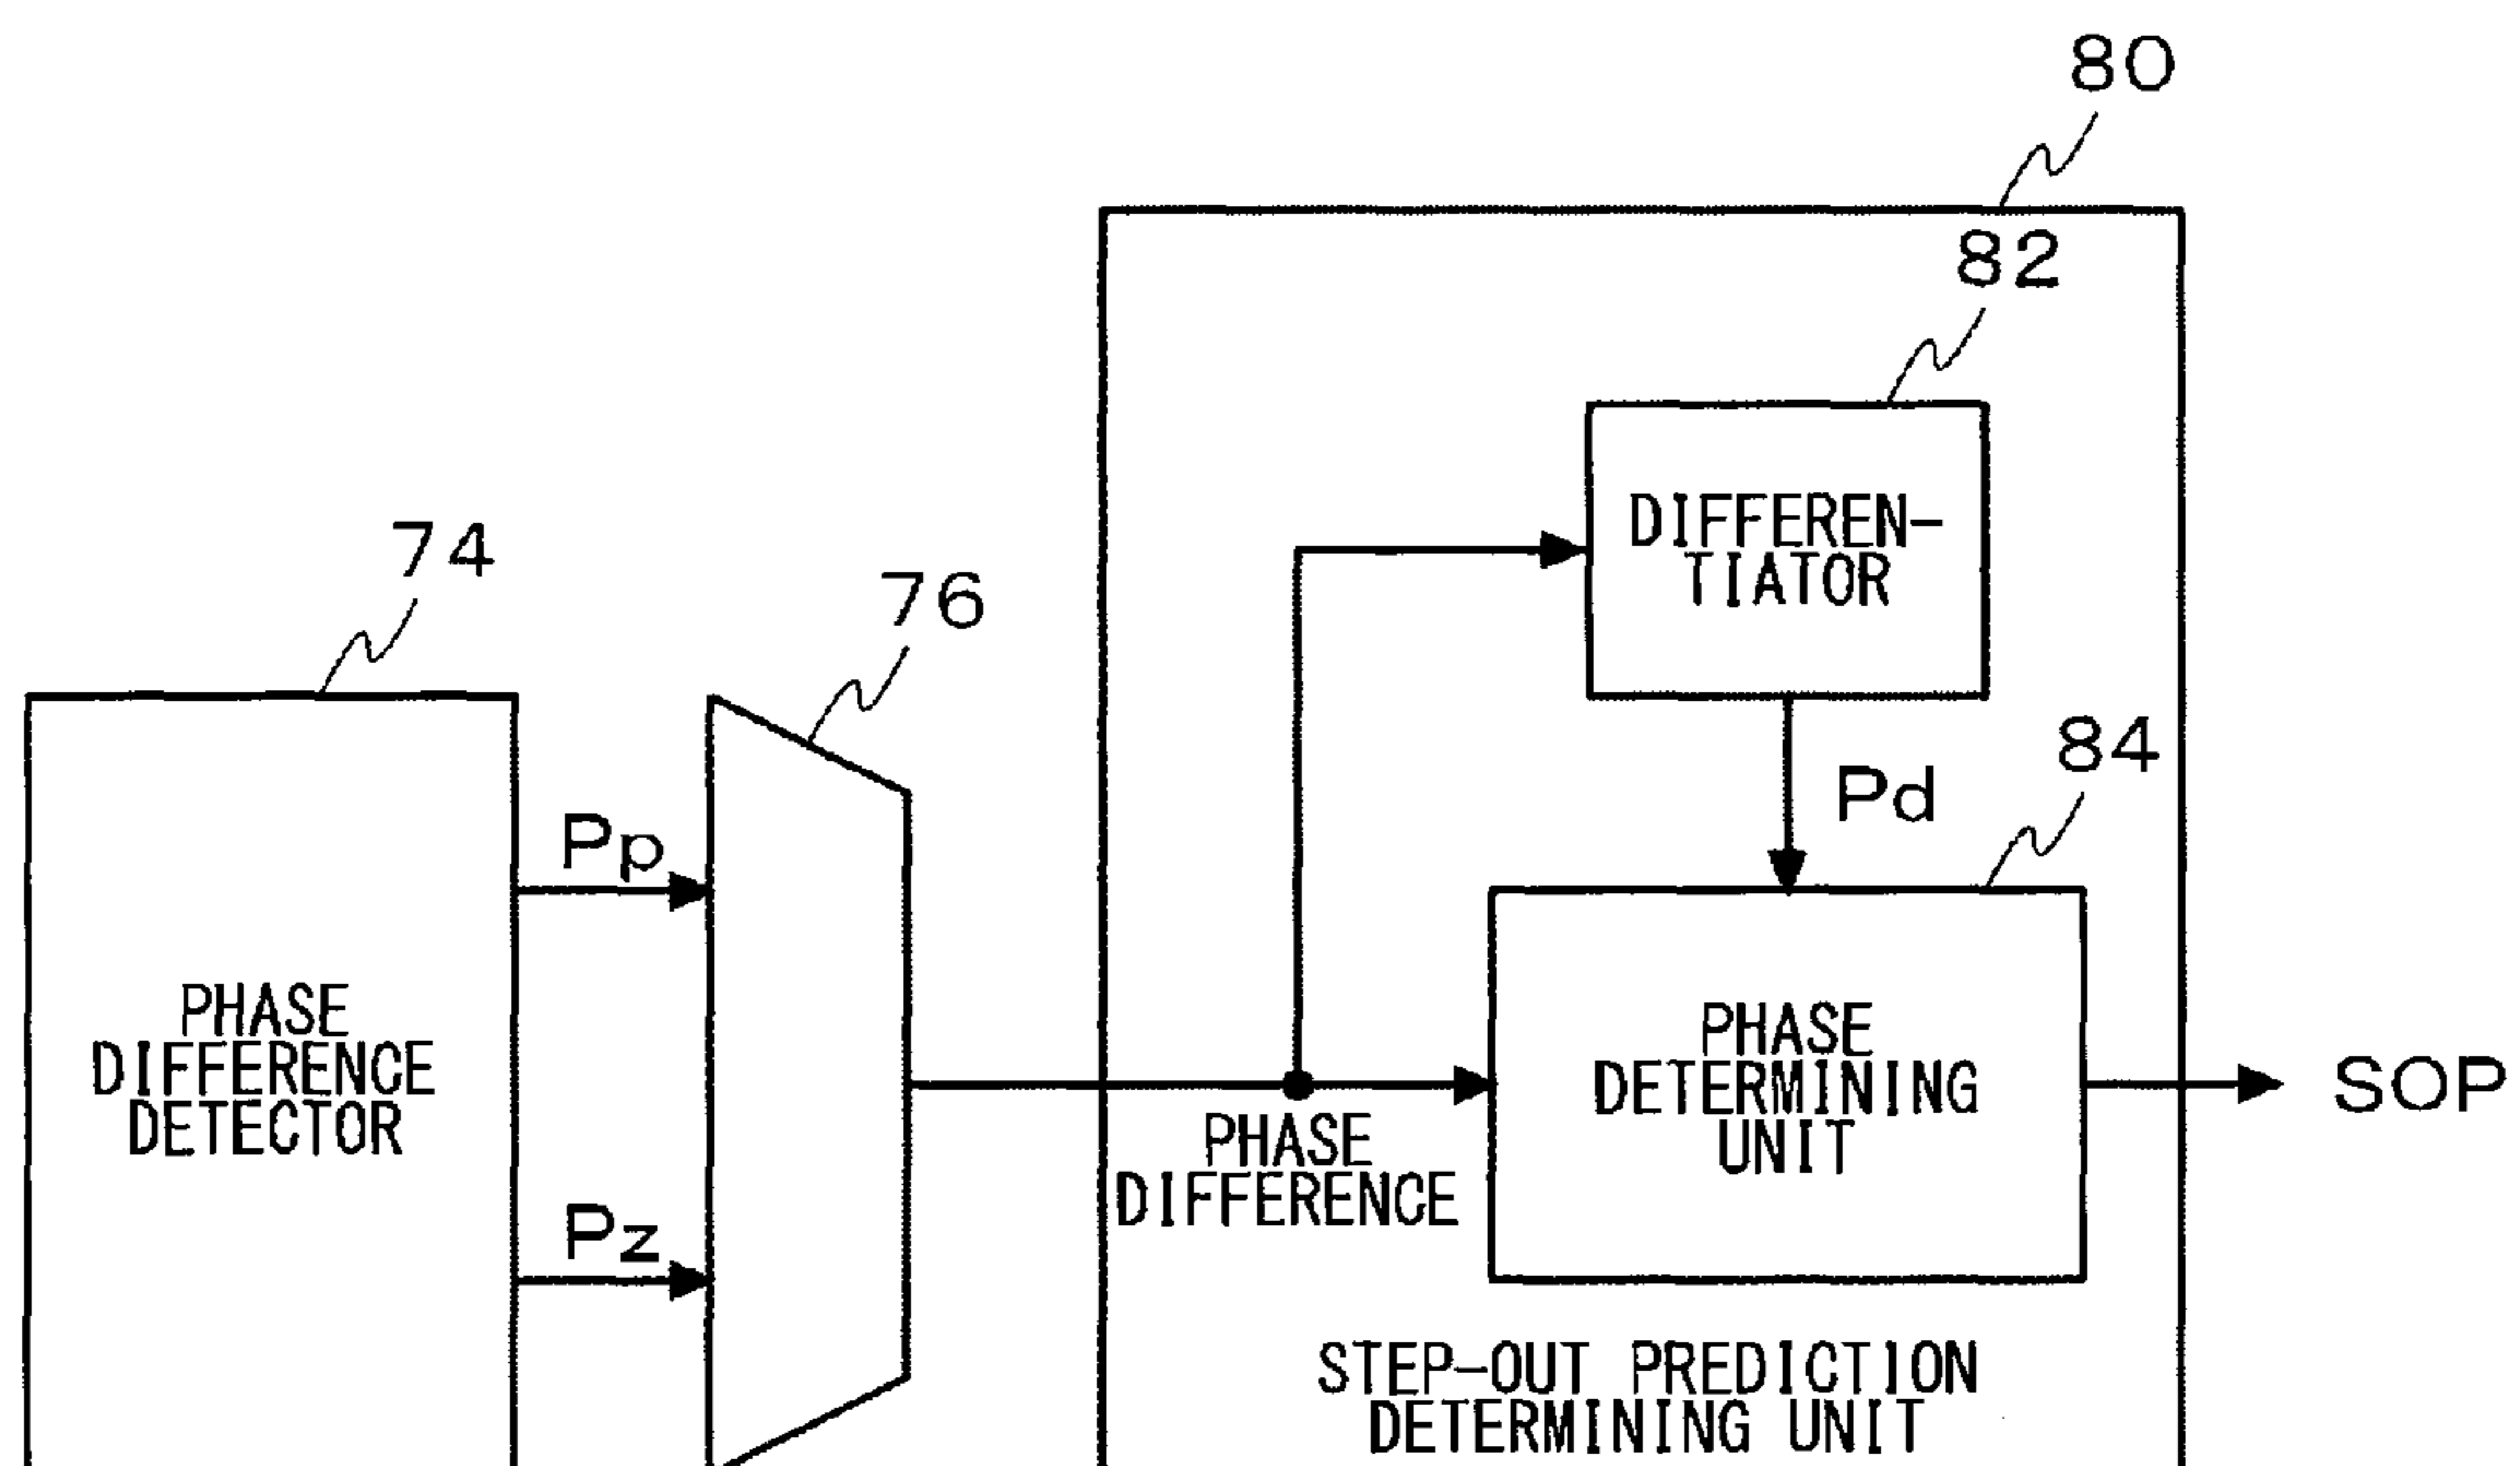 80
82
DIFFEREN-
TIATOR
74
76
84
Pd
Pp
PHASE
DIFFERENCE
DETECTOR
PHASE
DETERMINING
UNIT
SOP
PHASE
DIFFERENCE
Pz
STEP-OUT PREDICTION
DETERMINING UNIT